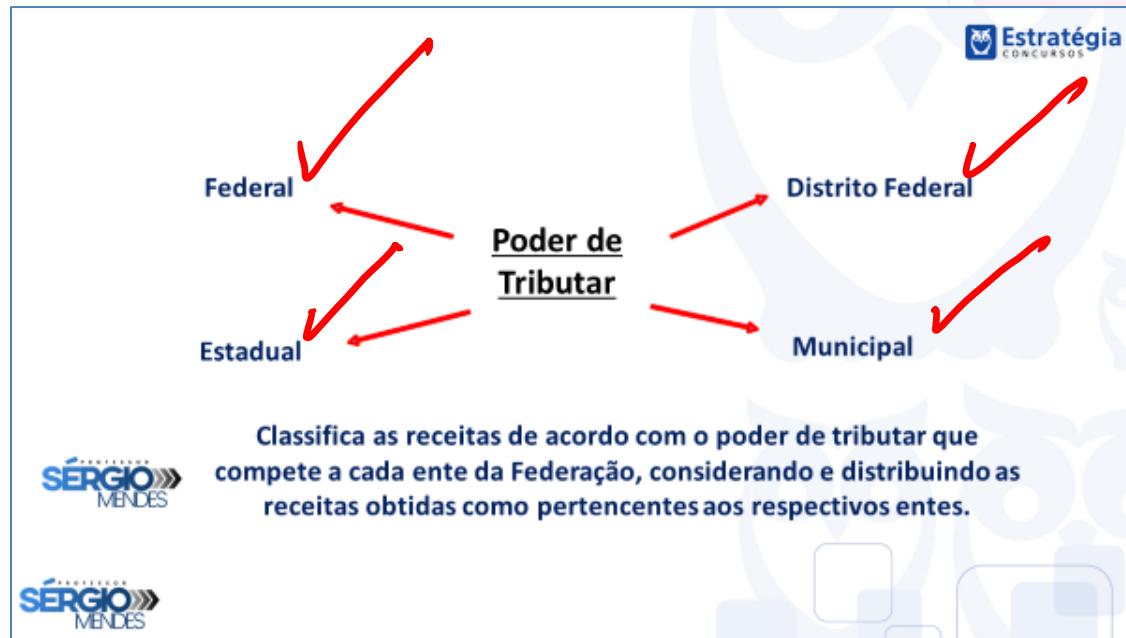 Estratégia
CONCURSOS
Federal
Distrito Federal
Poder de
Tributar
Estadual
Municipal
Classifica as receitas de acordo com o poder de tributar que
compete a cada ente da Federação, considerando e distribuindo as
receitas obtidas como pertencentes aos respectivos entes.
PROFESSOR
SÉRGIO
MENDES
PROFESSOR
SÉRGIO
MENDES